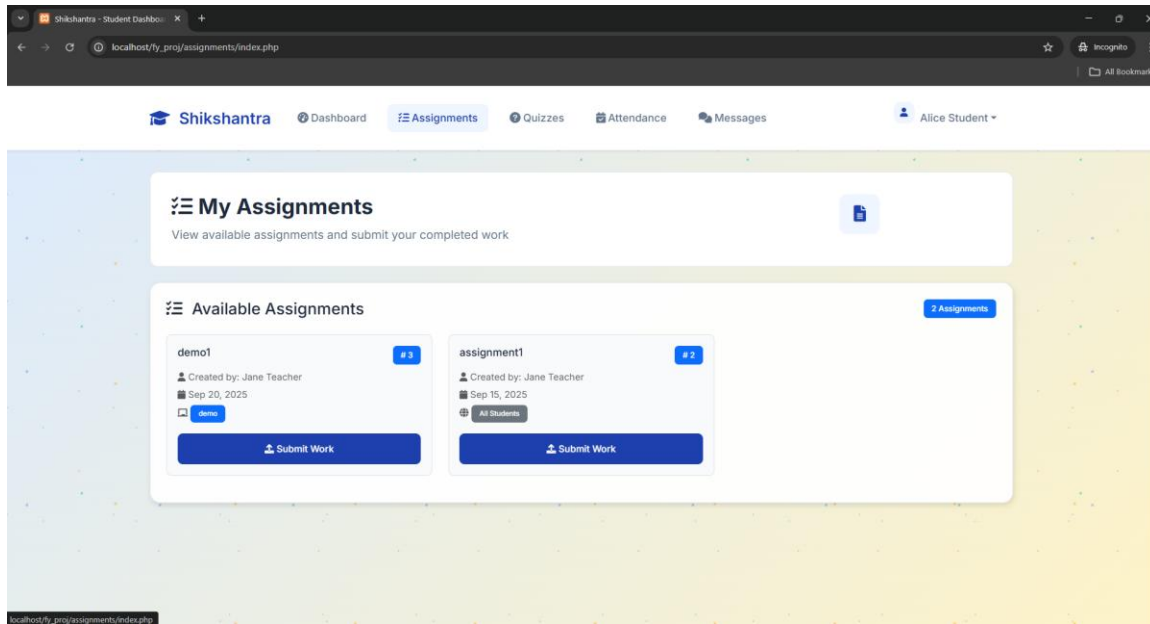 Shikshantra - Student Dashboa
localhost/fy_proj/assignments/index.php
Incognito
All Bookmark
Shikshantra Dashboard Assignments Quizzes Attendance Messages Alice Student
My Assignments
View available assignments and submit your completed work
Available Assignments
2 Assignments
demo1
# 3
Created by: Jane Teacher
Sep 20, 2025
demo
Submit Work
assignment1
# 2
Created by: Jane Teacher
Sep 15, 2025
All Students
Submit Work
localhost/fy_proj/assignments/index.php